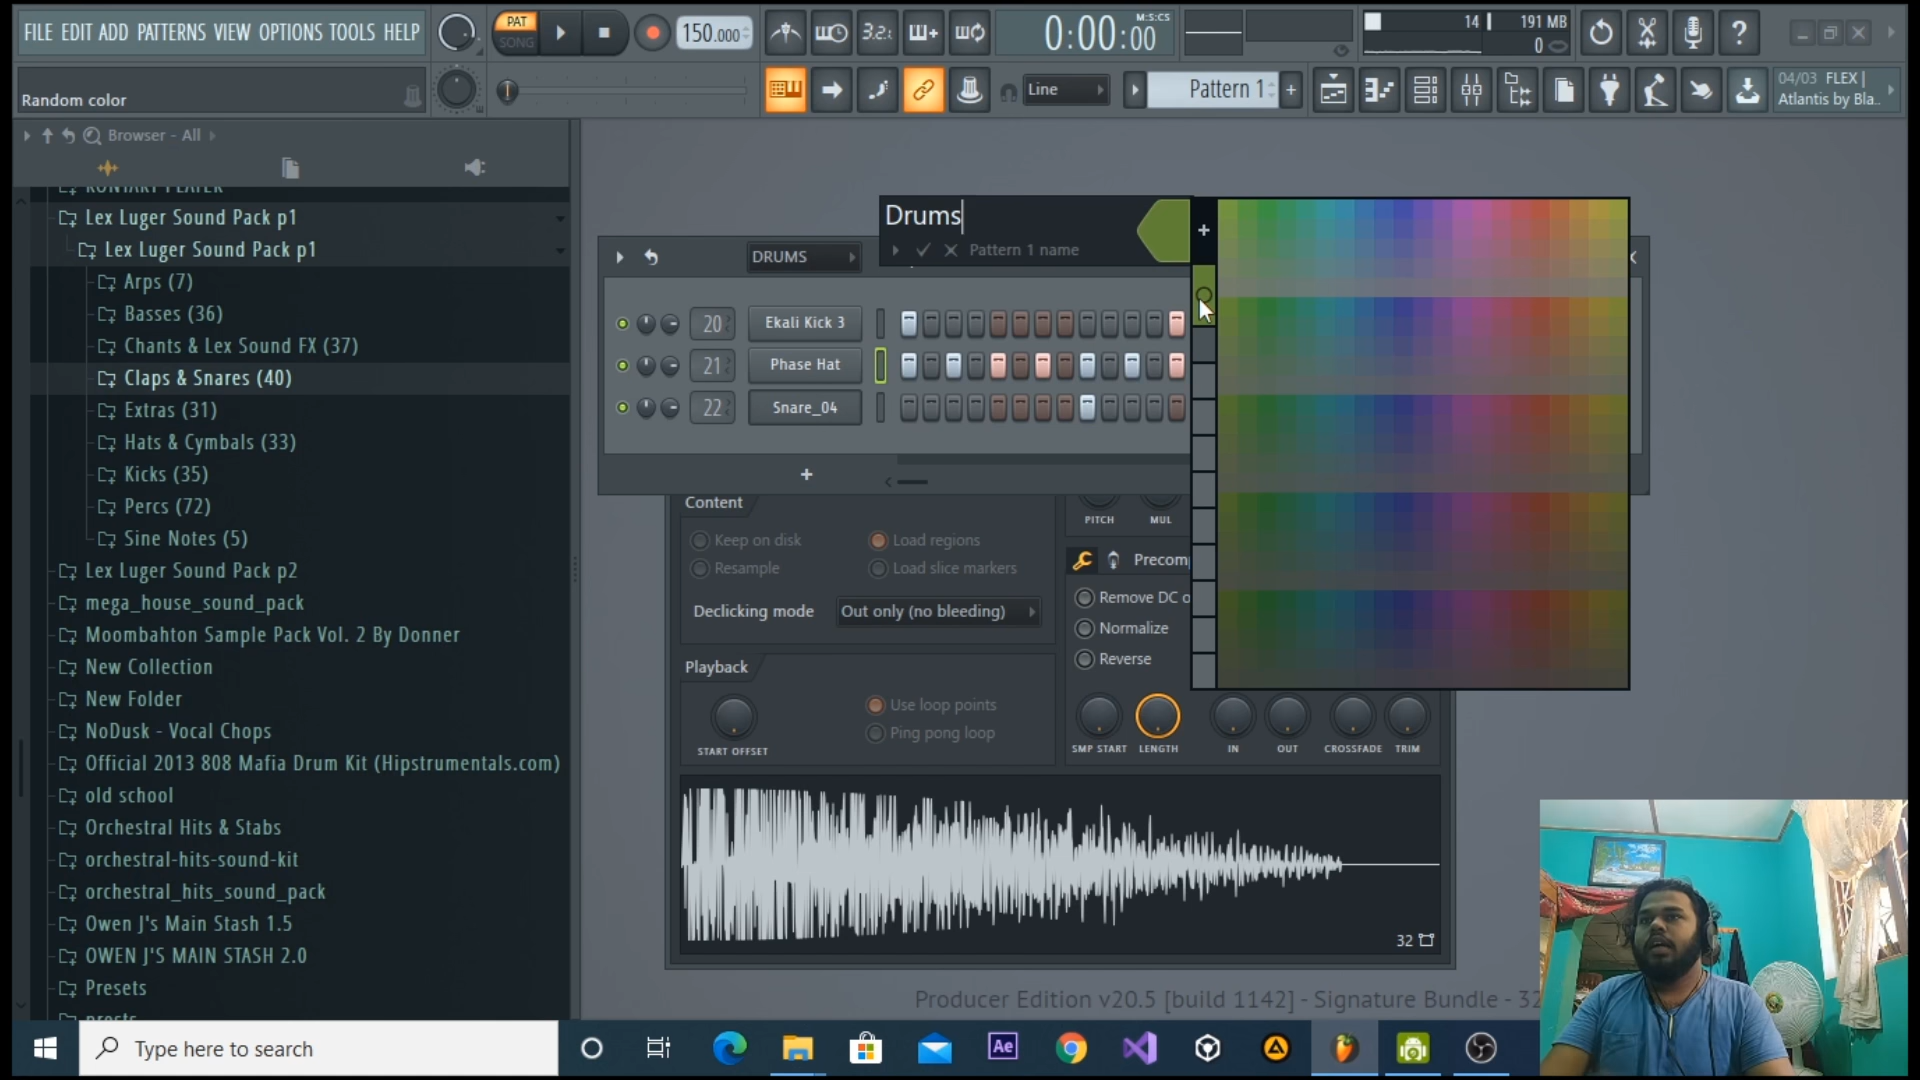 FILE EDIT ADD PATTERNS VIEW OPTIONS TOOLS HELP
PAT
SONG
150.000
3.2.
0:00:00
M:S:CS
14
191 MB
0
Random color
Line
Pattern 1
+
04/03 FLEX |
Atlantis by Bla..
Browser - All
Lex Luger Sound Pack p1
Lex Luger Sound Pack p1
Arps (7)
Basses (36)
Chants & Lex Sound FX (37)
Claps & Snares (40)
Extras (31)
Hats & Cymbals (33)
Kicks (35)
Percs (72)
Sine Notes (5)
Lex Luger Sound Pack p2
mega_house_sound_pack
Moombahton Sample Pack Vol. 2 By Donner
New Collection
New Folder
NoDusk - Vocal Chops
Official 2013 808 Mafia Drum Kit (Hipstrumentals.com)
old school
Orchestral Hits & Stabs
orchestral-hits-sound-kit
orchestral_hits_sound_pack
Owen J's Main Stash 1.5
OWEN J'S MAIN STASH 2.0
Presets
Drums
Pattern 1 name
DRUMS
20 Ekali Kick 3
21 Phase Hat
22 Snare_04
+
Content
Keep on disk
Load regions
Resample
Load slice markers
Declicking mode
Out only (no bleeding)
Playback
START OFFSET
Use loop points
Ping pong loop
PITCH
MUL
Precomp
Remove DC o
Normalize
Reverse
SMP START
LENGTH
IN
OUT
CROSSFADE
TRIM
32
Producer Edition v20.5 [build 1142] - Signature Bundle - 32
Type here to search
Ae